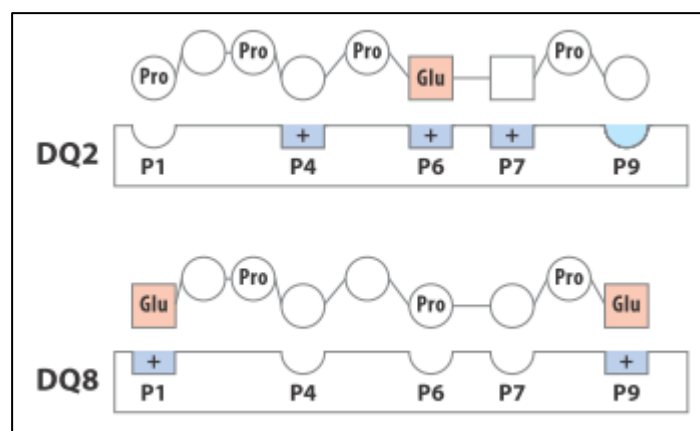 Pro Pro Pro Glu Pro
+ + +
DQ2
P1 P4 P6 P7 P9
Glu Pro Pro Pro Glu
+ +
DQ8
P1 P4 P6 P7 P9